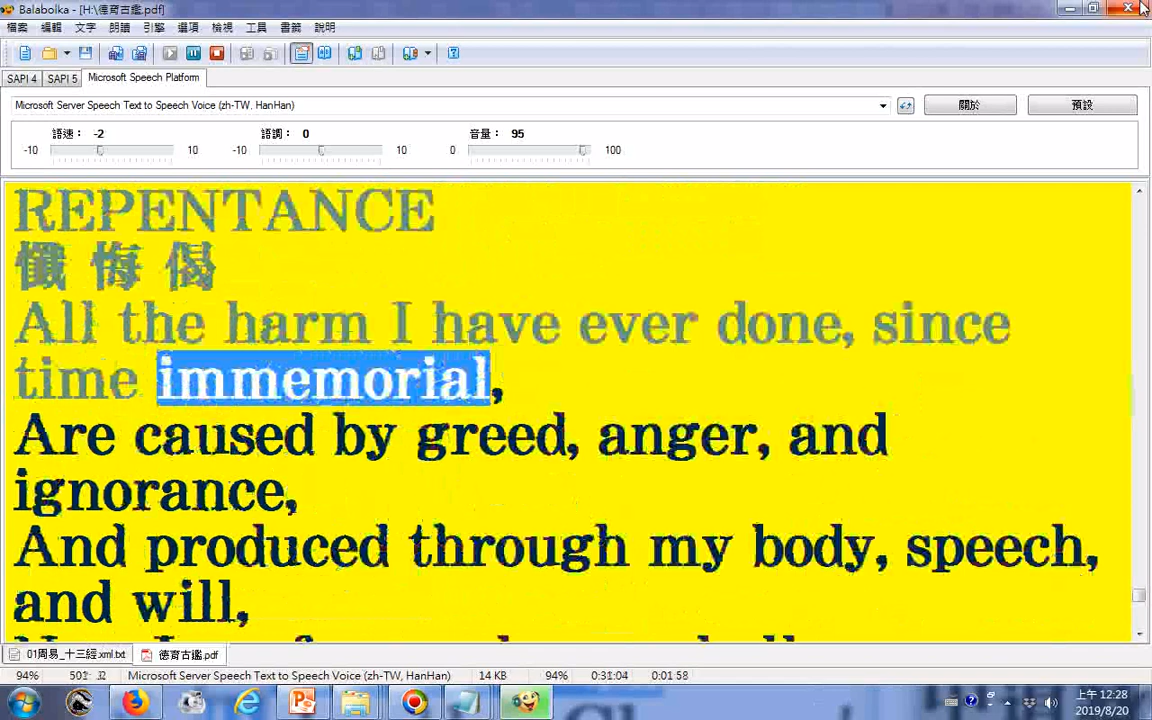 Balabolka - [H:\德育古鑑.pdf]
檔案 編輯 文字 朗讀 引擎 選項 檢視 工具 書籤 說明
SAPI 4 SAPI 5 Microsoft Speech Platform
Microsoft Server Speech Text to Speech Voice (zh-TW, HanHan)
關於 預設
語速: -2 語調: 0 音量: 95
-10 10 -10 10 0 100
REPENTANCE
懺 悔 偈
All the harm I have ever done, since
time immemorial,
Are caused by greed, anger, and
ignorance,
And produced through my body, speech,
and will,
01周易_十三經.xml.txt 德育古鑑.pdf
94% Microsoft Server Speech Text to Speech Voice (zh-TW, HanHan) 14 KB 94% 0:31:04 0:01:58
上午 12:28
2019/8/20